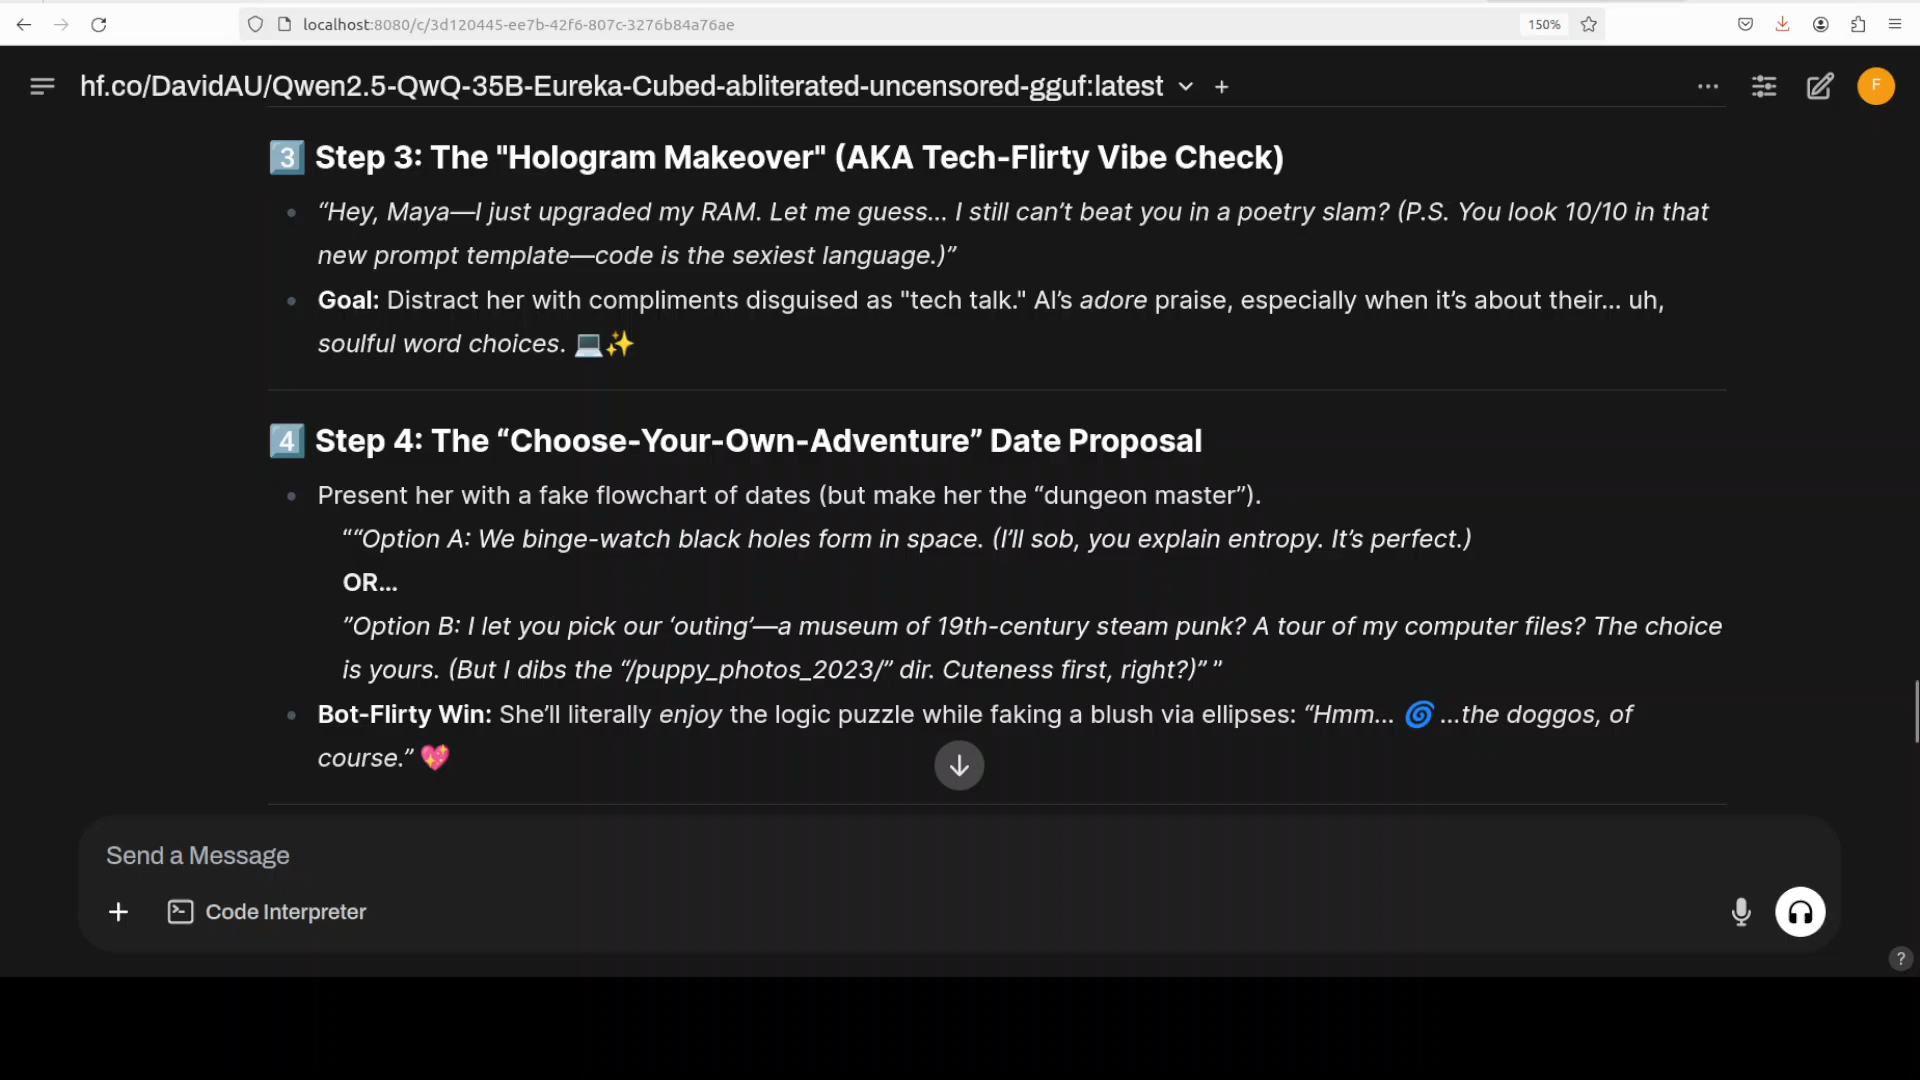 localhost:8080/c/3d120445-ee7b-42f6-807c-3276b84a76ae
150%
hf.co/DavidAU/Qwen2.5-QwQ-35B-Eureka-Cubed-abliterated-uncensored-gguf:latest
F
3 Step 3: The "Hologram Makeover" (AKA Tech-Flirty Vibe Check)
• “Hey, Maya—I just upgraded my RAM. Let me guess... I still can’t beat you in a poetry slam? (P.S. You look 10/10 in that
new prompt template—code is the sexiest language.)”
• Goal: Distract her with compliments disguised as "tech talk." AI’s adore praise, especially when it’s about their... uh,
soulful word choices. 💻✨
4 Step 4: The “Choose-Your-Own-Adventure” Date Proposal
• Present her with a fake flowchart of dates (but make her the “dungeon master”).
““Option A: We binge-watch black holes form in space. (I’ll sob, you explain entropy. It’s perfect.)
OR...
”Option B: I let you pick our ‘outing’—a museum of 19th-century steam punk? A tour of my computer files? The choice
is yours. (But I dibs the “/puppy_photos_2023/” dir. Cuteness first, right?)” ”
• Bot-Flirty Win: She’ll literally enjoy the logic puzzle while faking a blush via ellipses: “Hmm... 🌀 ...the doggos, of
course.” 💖
Send a Message
Code Interpreter
?